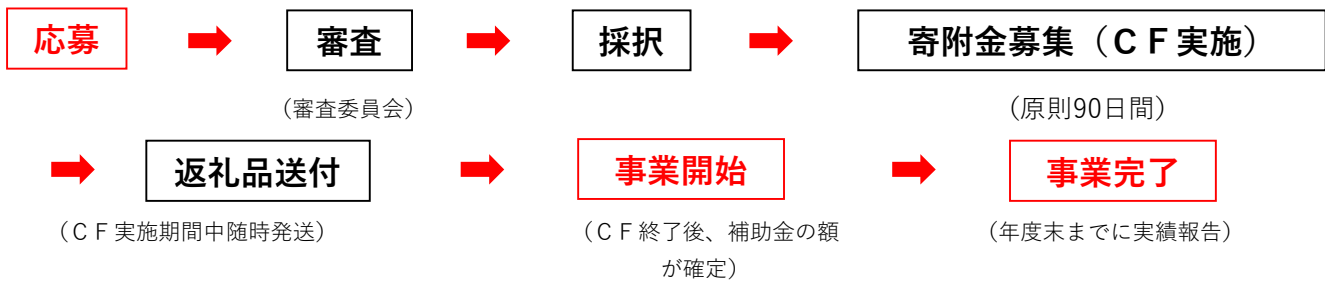 応募
審査
採択
寄附金募集（ＣＦ実施）
（審査委員会）
（原則90日間）
返礼品送付
事業開始
事業完了
（ＣＦ実施期間中随時発送）
（ＣＦ終了後、補助金の額
が確定）
（年度末までに実績報告）